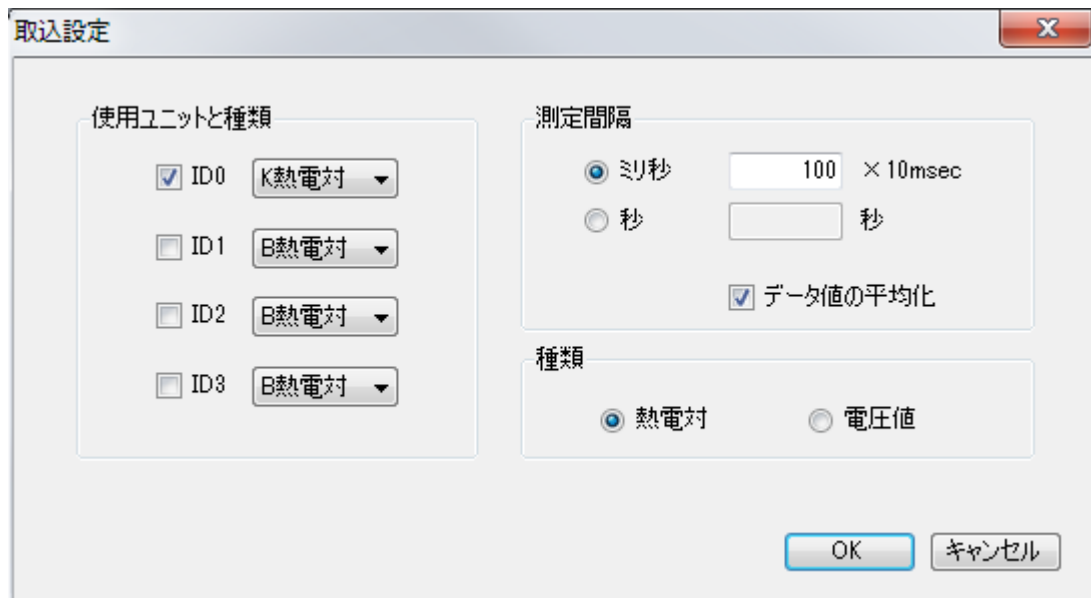 取込設定
使用ユニットと種類
ID0 K熱電対
ID1 B熱電対
ID2 B熱電対
ID3 B熱電対
測定間隔
ミリ秒 100 ×10msec
秒 秒
データ値の平均化
種類
熱電対 電圧値
OK キャンセル